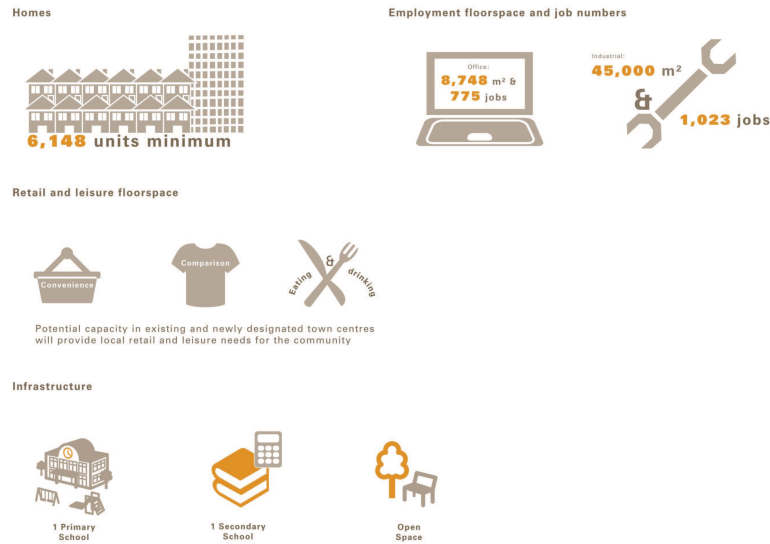 Homes
Employment floorspace and job numbers
Office:
8,748 m² &
775 jobs
Industrial:
45,000 m²
&
1,023 jobs
6,148 units minimum
Retail and leisure floorspace
Convenience
Comparison
Eating
&
drinking
Potential capacity in existing and newly designated town centres
will provide local retail and leisure needs for the community
Infrastructure
1 Primary
School
1 Secondary
School
Open
Space